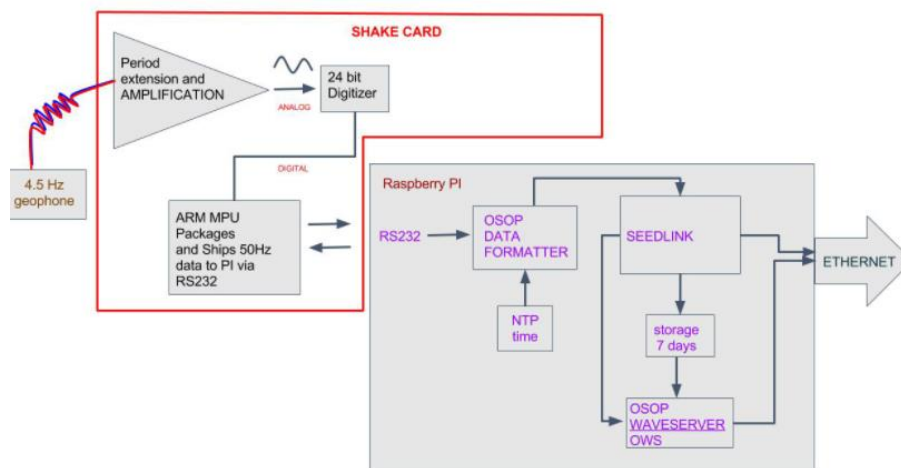 SHAKE CARD
Period
extension and
AMPLIFICATION
ANALOG
24 bit
Digitizer
4.5 Hz
geophone
DIGITAL
ARM MPU
Packages
and Ships 50Hz
data to PI via
RS232
Raspberry PI
RS232
OSOP
DATA
FORMATTER
NTP
time
SEEDLINK
storage
7 days
OSOP
WAVESERVER
OWS
ETHERNET